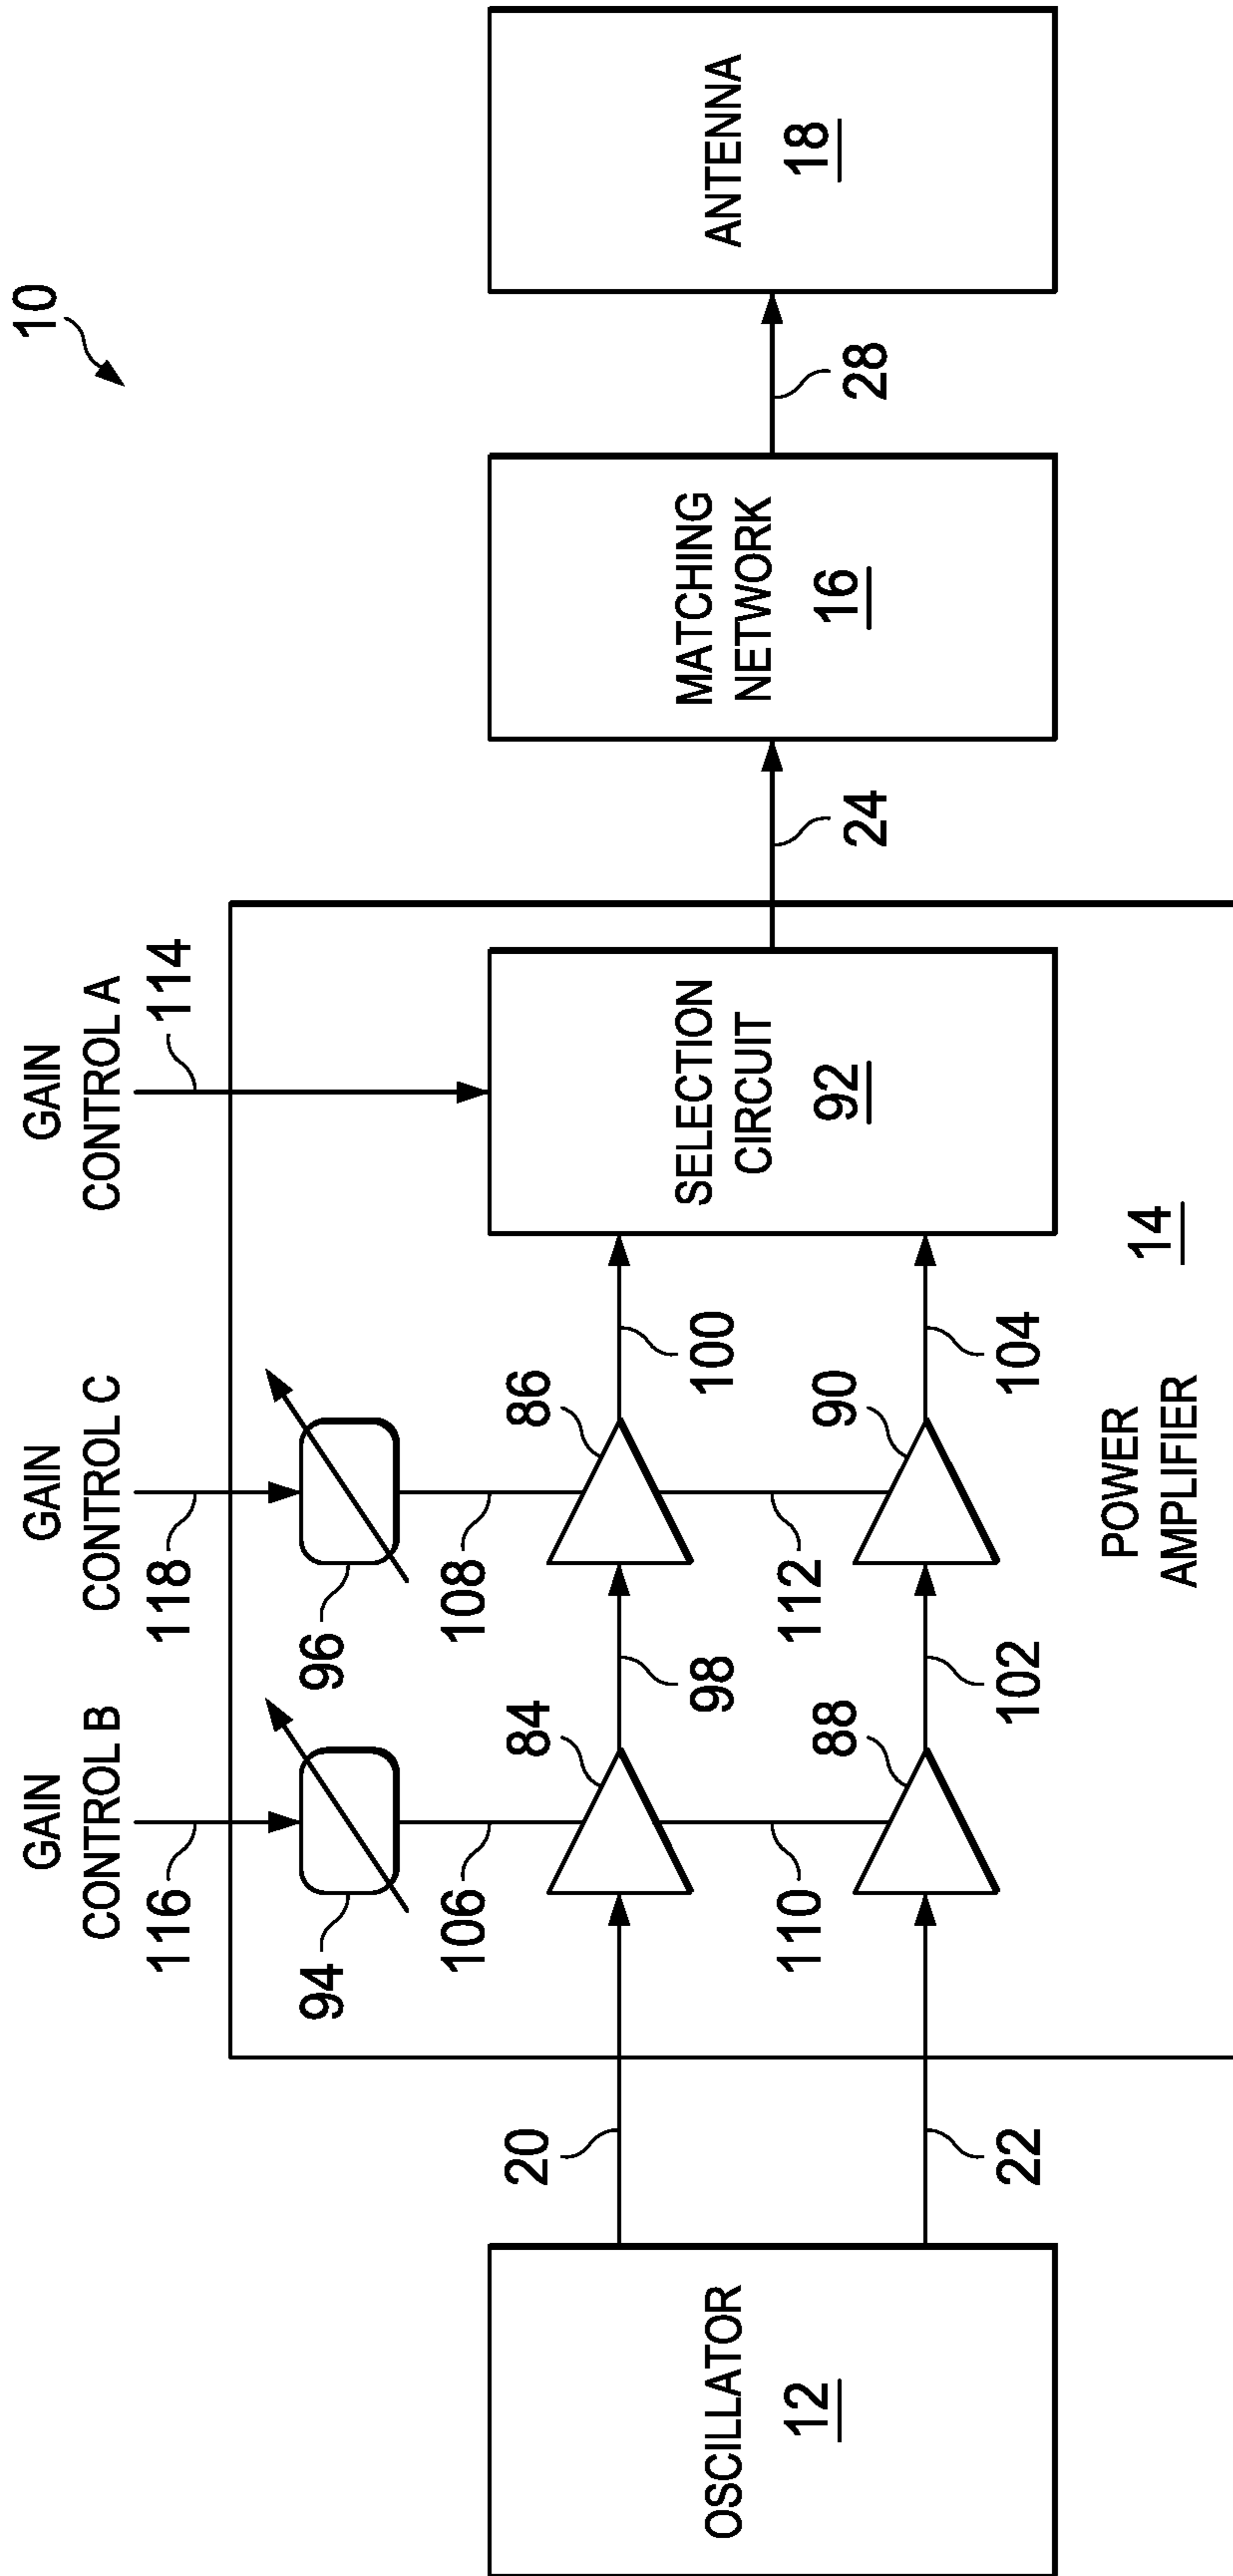 10
GAIN
CONTROL B
116
GAIN
CONTROL C
118
GAIN
CONTROL A
114
94
96
106
108
20
84
98
86
100
110
112
22
88
102
90
104
OSCILLATOR
12
SELECTION
CIRCUIT
92
24
MATCHING
NETWORK
16
28
ANTENNA
18
POWER
AMPLIFIER
14